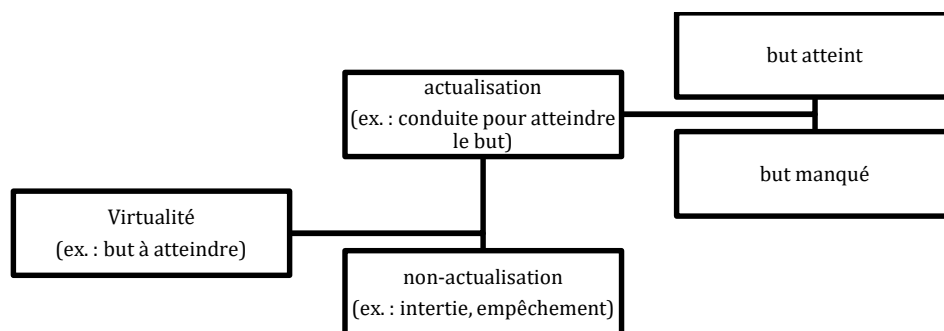 but atteint
actualisation
(ex. : conduite pour atteindre
le but)
but manqué
Virtualité
(ex. : but à atteindre)
non-actualisation
(ex. : intertie, empêchement)